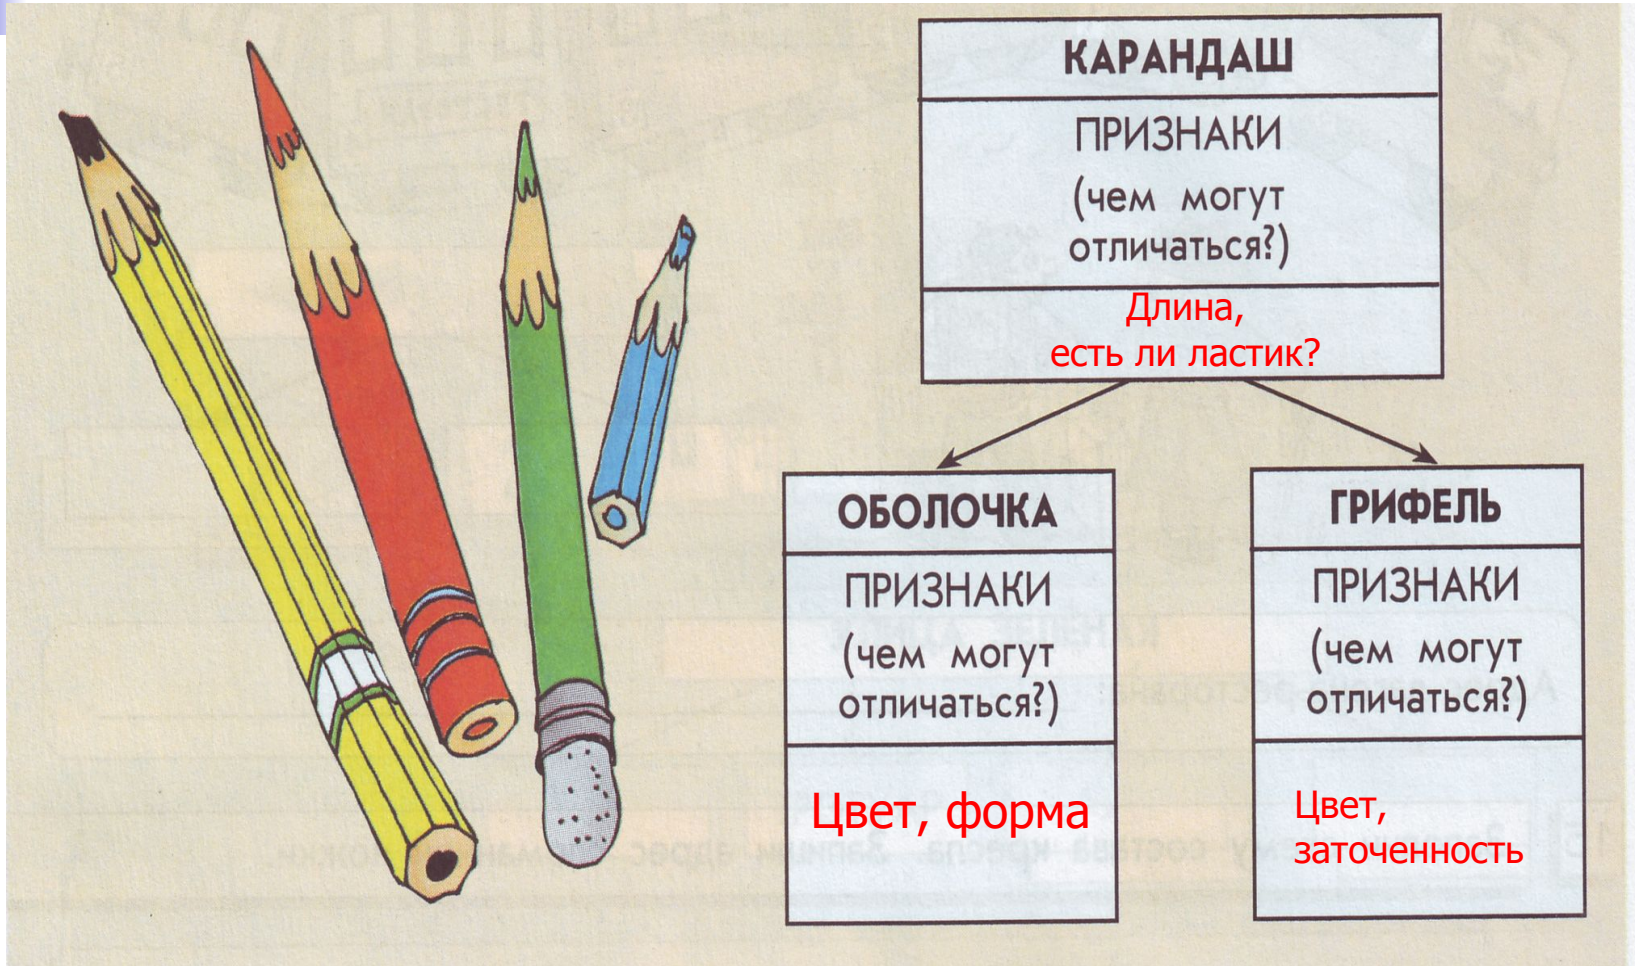 КАРАНДАШ
ПРИЗНАКИ
(чем могут
отличаться?)
Длина,
есть ли ластик?
ОБОЛОЧКА
ПРИЗНАКИ
(чем могут
отличаться?)
Цвет, форма
ГРИФЕЛЬ
ПРИЗНАКИ
(чем могут
отличаться?)
Цвет,
заточенность